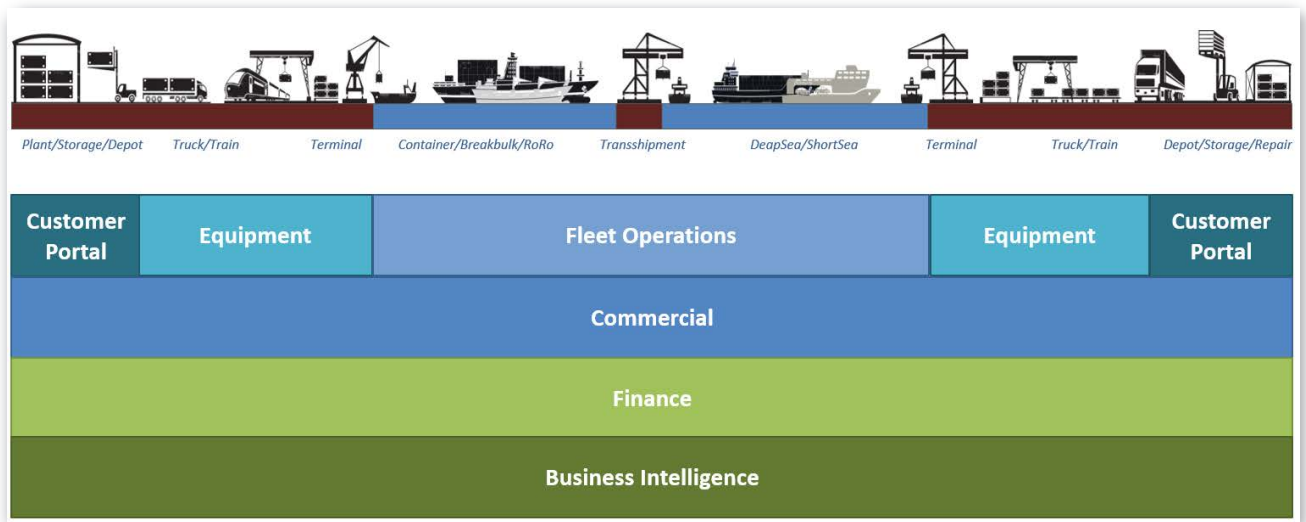 Plant/Storage/Depot Truck/Train Terminal Container/Breakbulk/RoRo Transshipment DeapSea/ShortSea Terminal Truck/Train Depot/Storage/Repair
Customer
Portal
Equipment
Fleet Operations
Equipment
Customer
Portal
Commercial
Finance
Business Intelligence